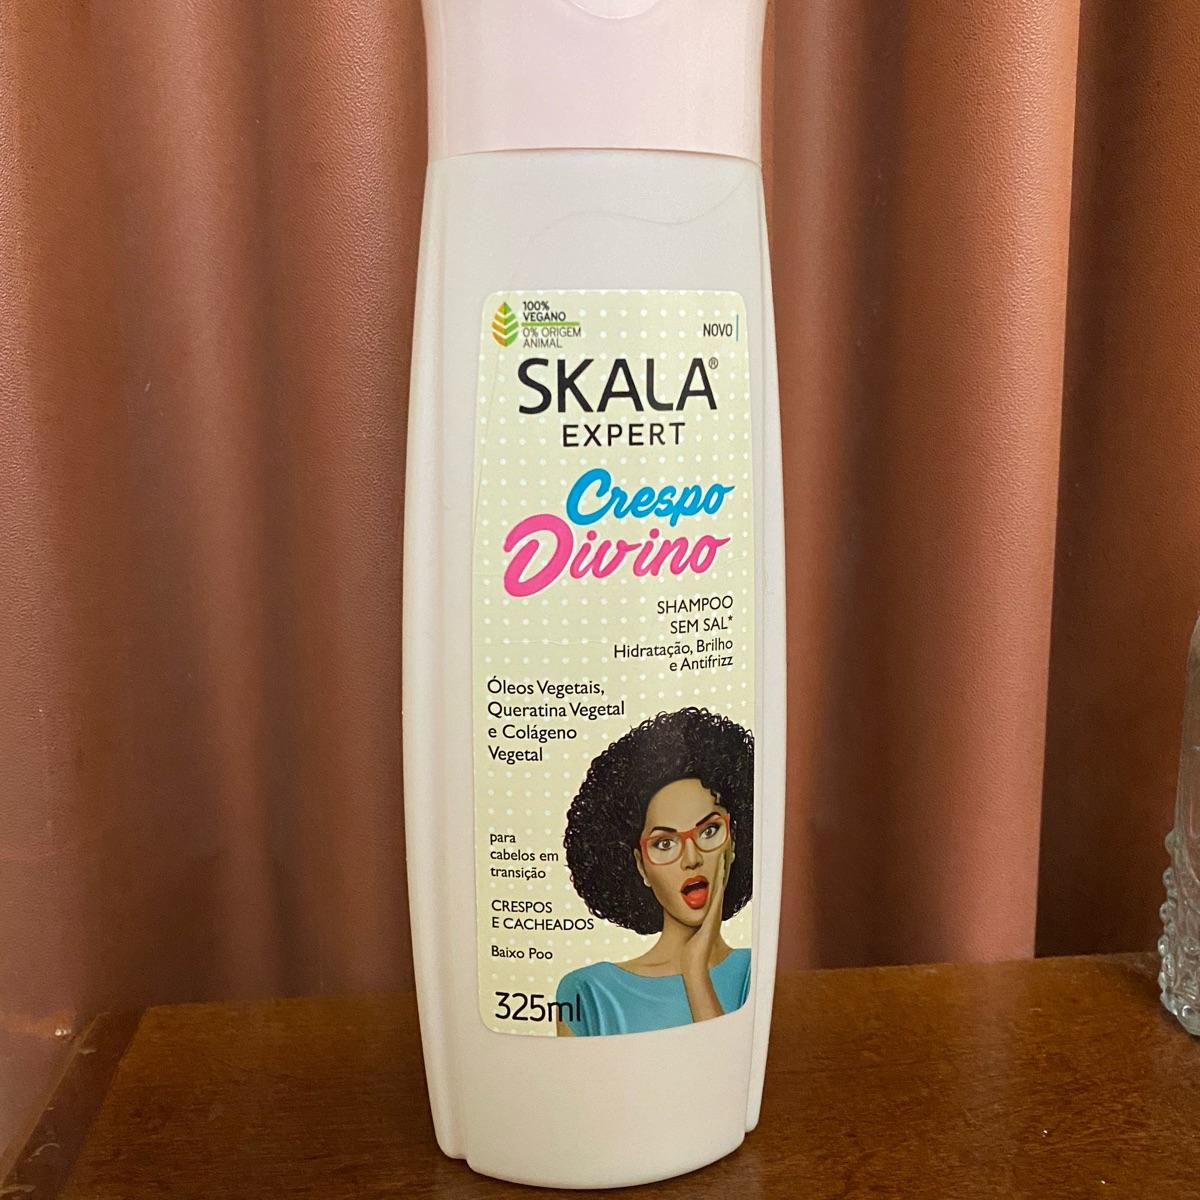 100%
VEGANO
0% ORIGEM
ANIMAL
NOVO
SKALA®
EXPERT
Crespo
Divino
SHAMPOO
SEM SAL*
Hidratação, Brilho
e Antifrizz
Óleos Vegetais,
Queratina Vegetal
e Colágeno
Vegetal
para
cabelos em
transição
CRESPOS
E CACHEADOS
Baixo Poo
325ml